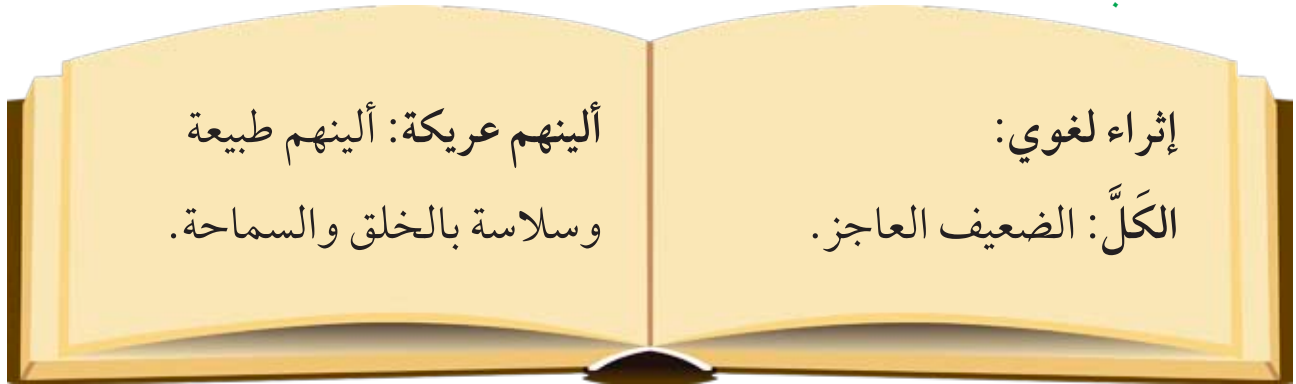 إثراء لغوي:
الكَلَّ: الضعيف العاجز.
ألينهم عريكة: ألينهم طبيعة
وسلاسة بالخلق والسماحة.